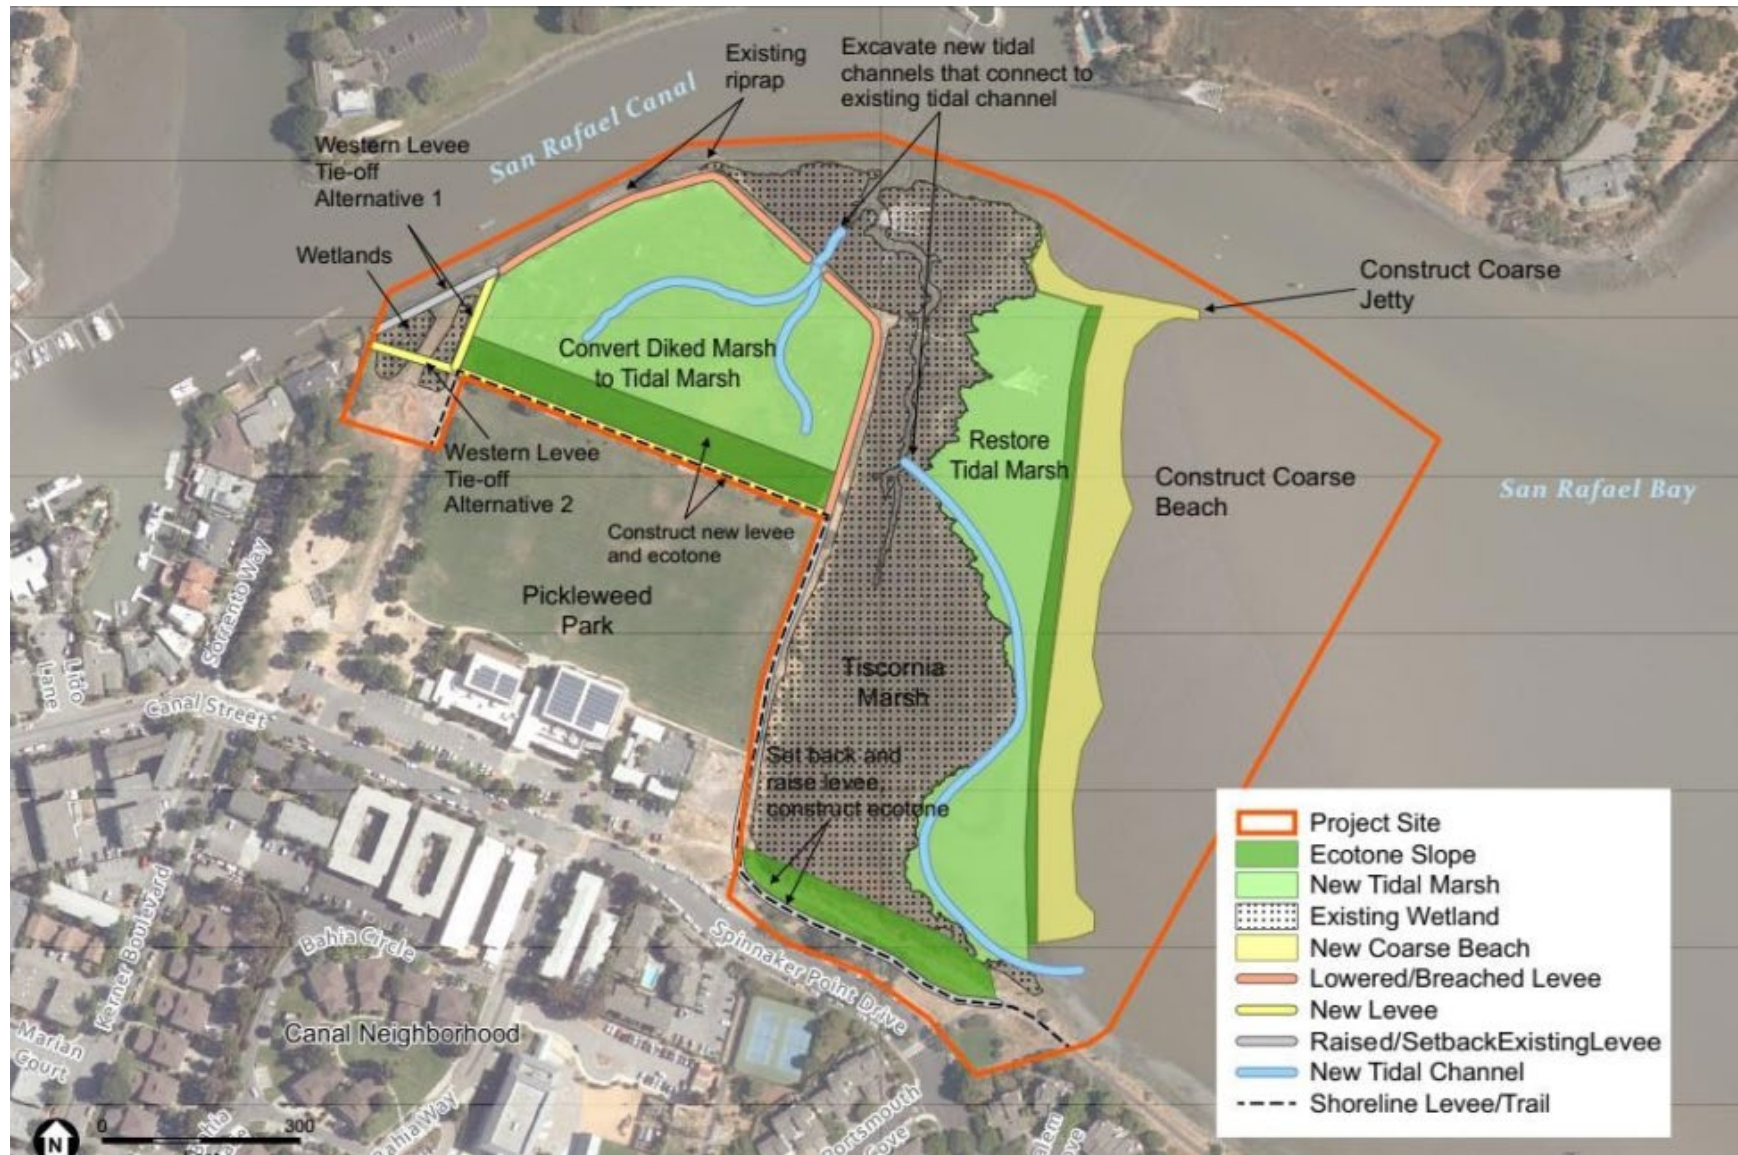 Existing
riprap
Excavate new tidal
channels that connect to
existing tidal channel
San Rafael Canal
Western Levee
Tie-off
Alternative 1
Wetlands
Construct Coarse
Jetty
Convert Diked Marsh
to Tidal Marsh
Restore
Tidal Marsh
Construct Coarse
Beach
San Rafael Bay
Western Levee
Tie-off
Alternative 2
Construct new levee
and ecotone
Pickleweed
Park
Sorrento Way
Lido
Lane
Canal Street
Tiscornia
Marsh
Set back and
raise levee,
construct ecotone
Kerner Boulevard
Bahia Circle
Spinnaker Point Drive
Canal Neighborhood
Marian
Court
Bahia Way
Bahia
Portsmouth
Cove
Project Site
Ecotone Slope
New Tidal Marsh
Existing Wetland
New Coarse Beach
Lowered/Breached Levee
New Levee
Raised/SetbackExistingLevee
New Tidal Channel
Shoreline Levee/Trail
N
0 300